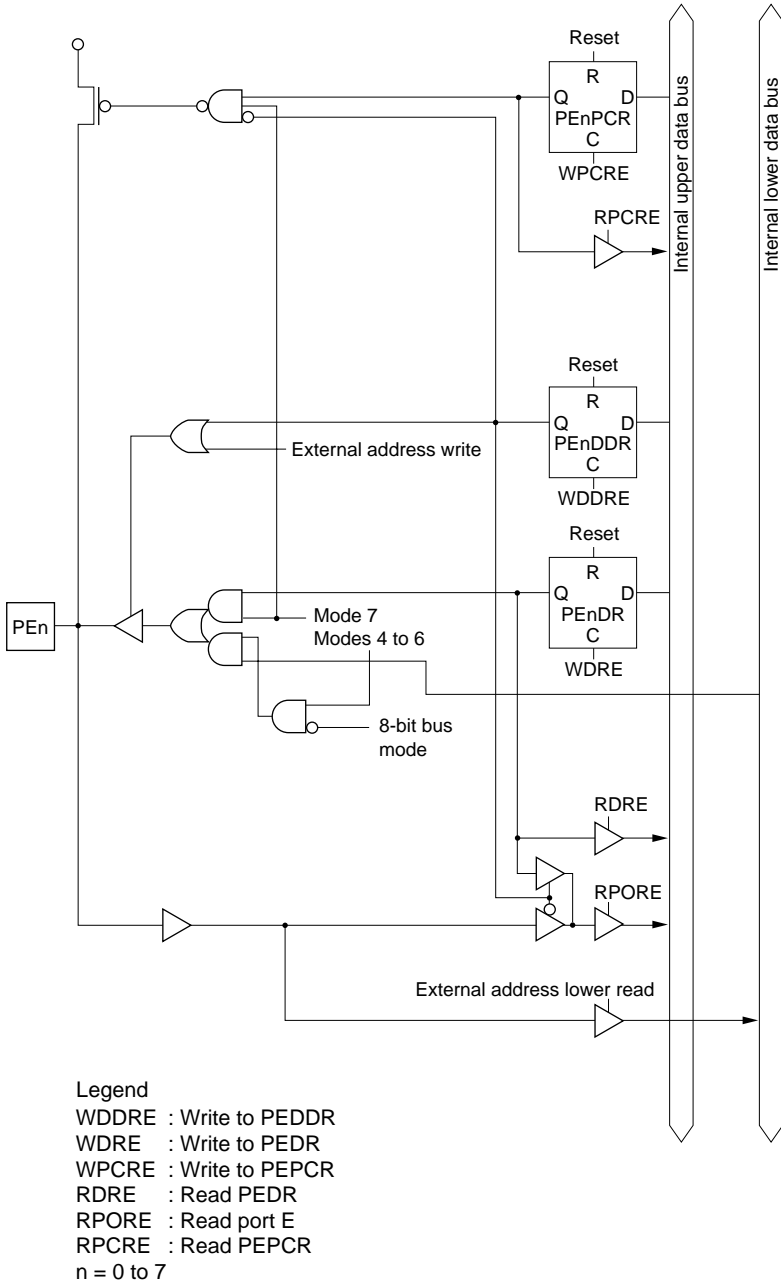 Reset
R
Q D
PEnPCR
C
WPCRE
RPCRE
Internal upper data bus
Internal lower data bus
Reset
R
Q D
PEnDDR
C
WDDRE
External address write
Reset
R
Q D
PEnDR
C
WDRE
PEn
Mode 7
Modes 4 to 6
8-bit bus
mode
RDRE
RPORE
External address lower read
Legend
WDDRE : Write to PEDDR
WDRE : Write to PEDR
WPCRE : Write to PEPCR
RDRE : Read PEDR
RPORE : Read port E
RPCRE : Read PEPCR
n = 0 to 7